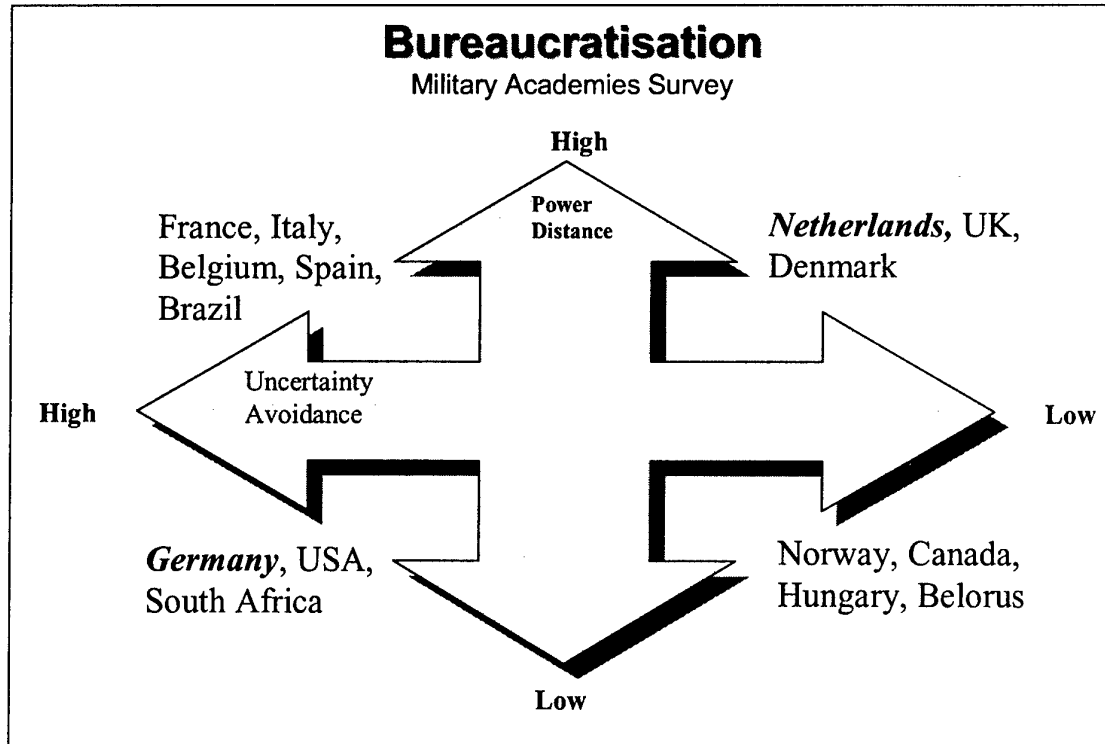 Bureaucratisation
Military Academies Survey
High
Power
Distance
France, Italy,
Belgium, Spain,
Brazil
Netherlands, UK,
Denmark
Uncertainty
Avoidance
High
Low
Germany, USA,
South Africa
Norway, Canada,
Hungary, Belorus
Low